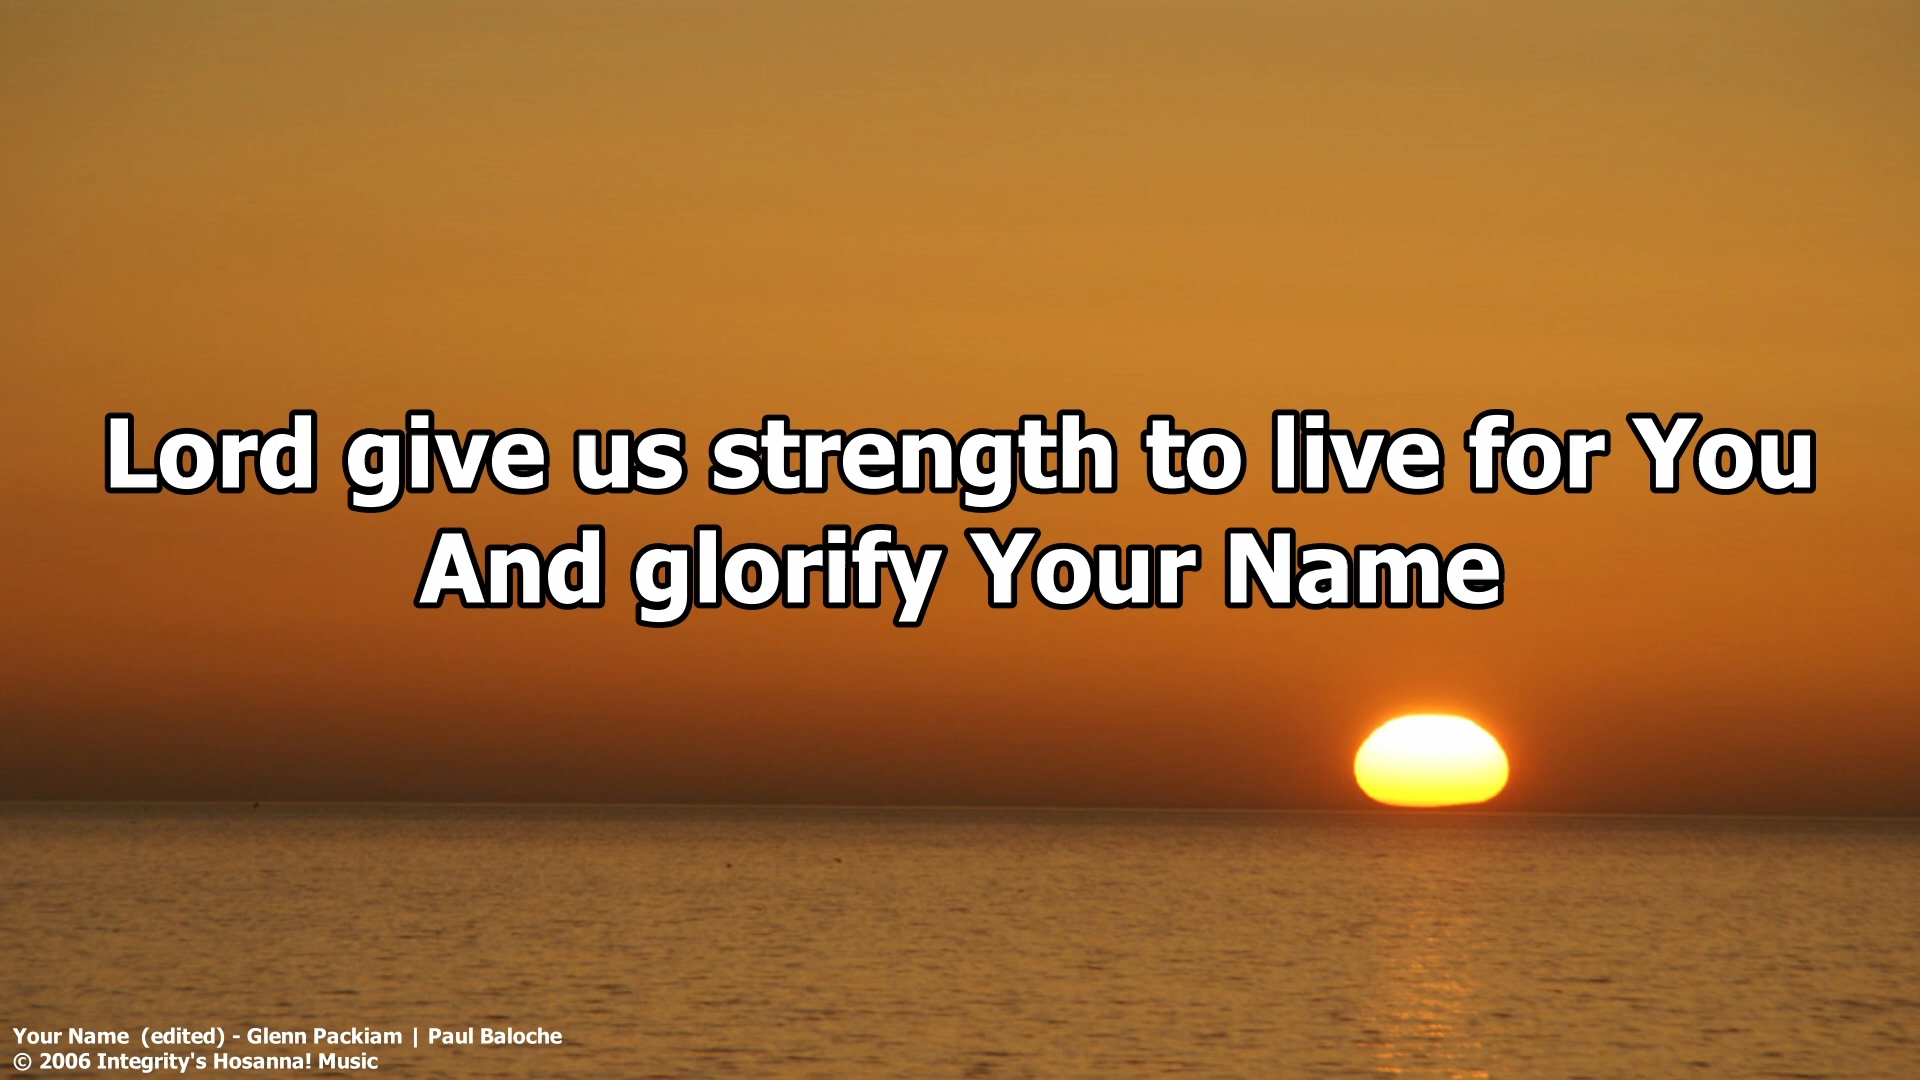 Lord give us strength to live for You
And glorify Your Name
Your Name  (edited) - Glenn Packiam | Paul Baloche
© 2006 Integrity's Hosanna! Music